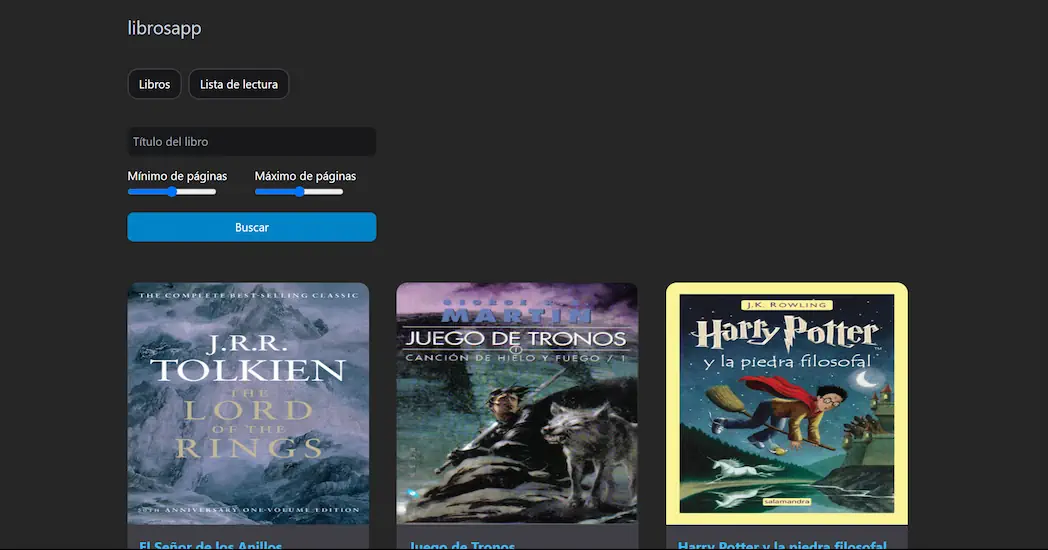 librosapp
Libros
Lista de lectura
Título del libro
Mínimo de páginas
Máximo de páginas
Buscar
THE COMPLETE BEST-SELLING CLASSIC
J.R.R.
TOLKIEN
THE
LORD
OF THE
RINGS
50TH ANNIVERSARY ONE-VOLUME EDITION
MARTIN
JUEGO DE TRONOS
CANCIÓN DE HIELO Y FUEGO / 1
J.K. ROWLING
Harry Potter
y la piedra filosofal
salamandra
El Señor de los Anillos
Juego de Tronos
Harry Potter y la piedra filosofal